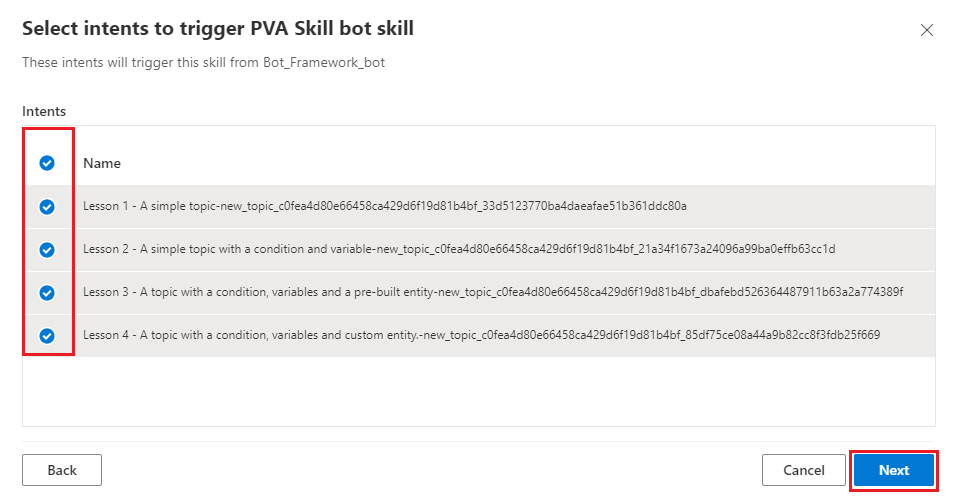 Select intents to trigger PVA Skill bot skill
These intents will trigger this skill from Bot_Framework_bot
Intents
Name
Lesson 1 - A simple topic-new_topic_c0fea4d80e66458ca429d6f19d81b4bf_33d5123770ba4daeafae51b361ddc80a
Lesson 2 - A simple topic with a condition and variable-new_topic_c0fea4d80e66458ca429d6f19d81b4bf_21a34f1673a24096a99ba0effb63cc1d
Lesson 3 - A topic with a condition, variables and a pre-built entity-new_topic_c0fea4d80e66458ca429d6f19d81b4bf_dbafebd526364487911b63a2a774389f
Lesson 4 - A topic with a condition, variables and custom entity.-new_topic_c0fea4d80e66458ca429d6f19d81b4bf_85df75ce08a44a9b82cc8f3fdb25f669
Back
Cancel
Next